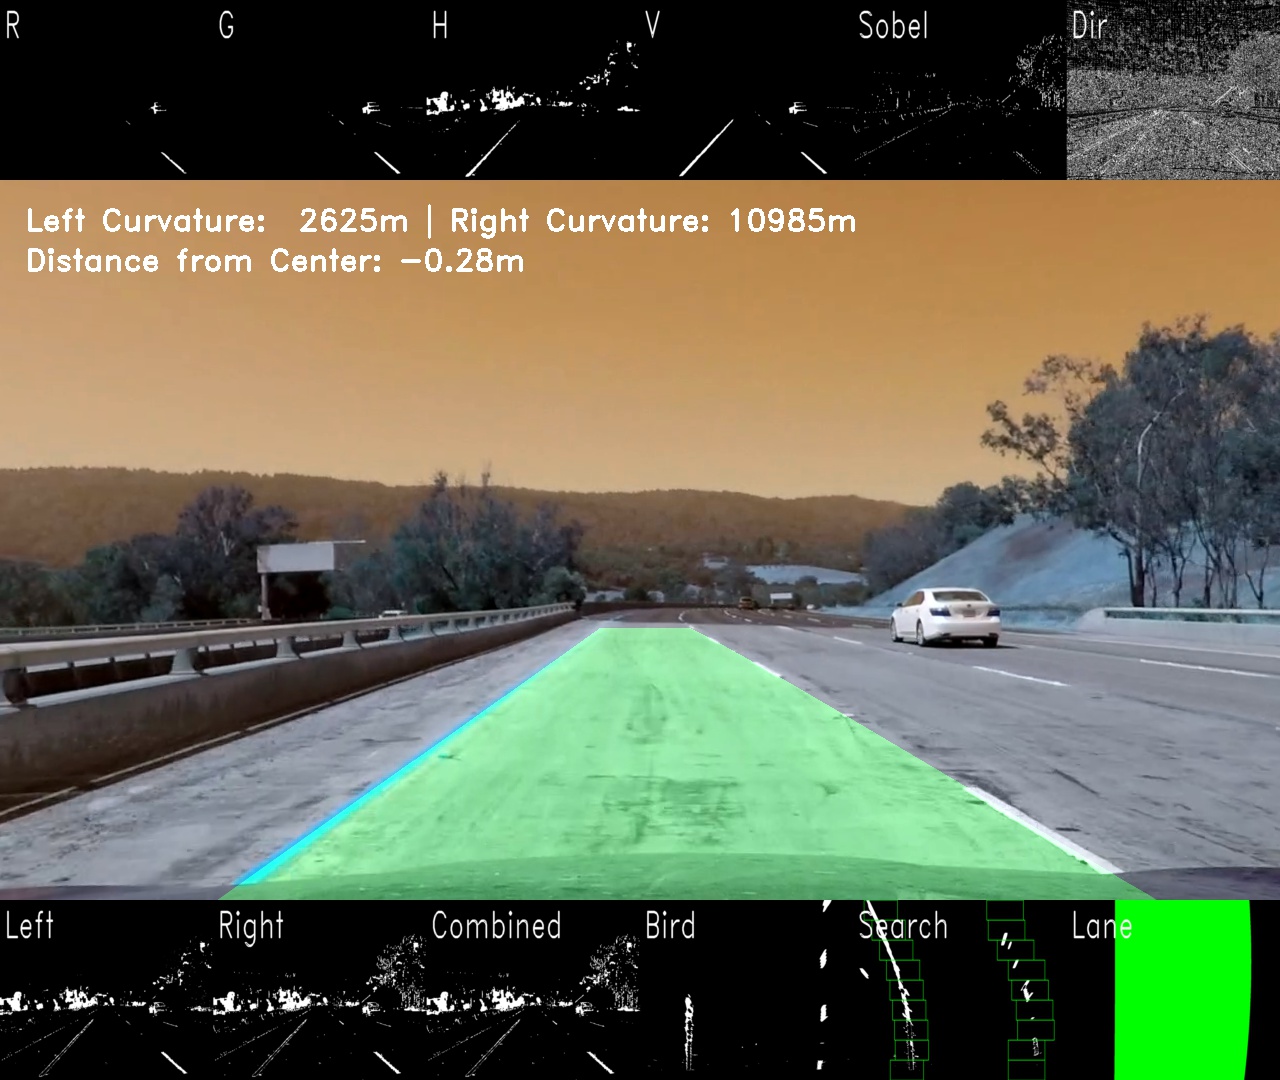 R
G
H
V
Sobel
Dir
Left Curvature:  2625m | Right Curvature: 10985m
Distance from Center: -0.28m
Left
Right
Combined
Bird
Search
Lane